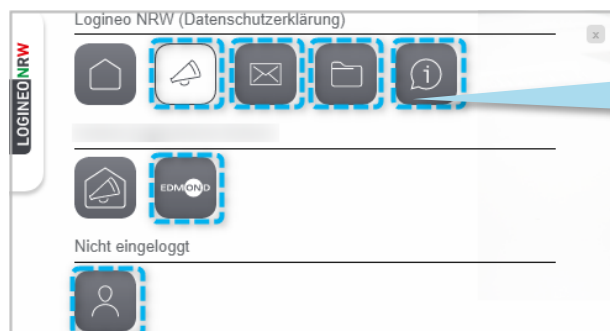 Logineo NRW (Datenschutzerklärung)
x
LOGINEO NRW
i
EDMOND
Nicht eingeloggt